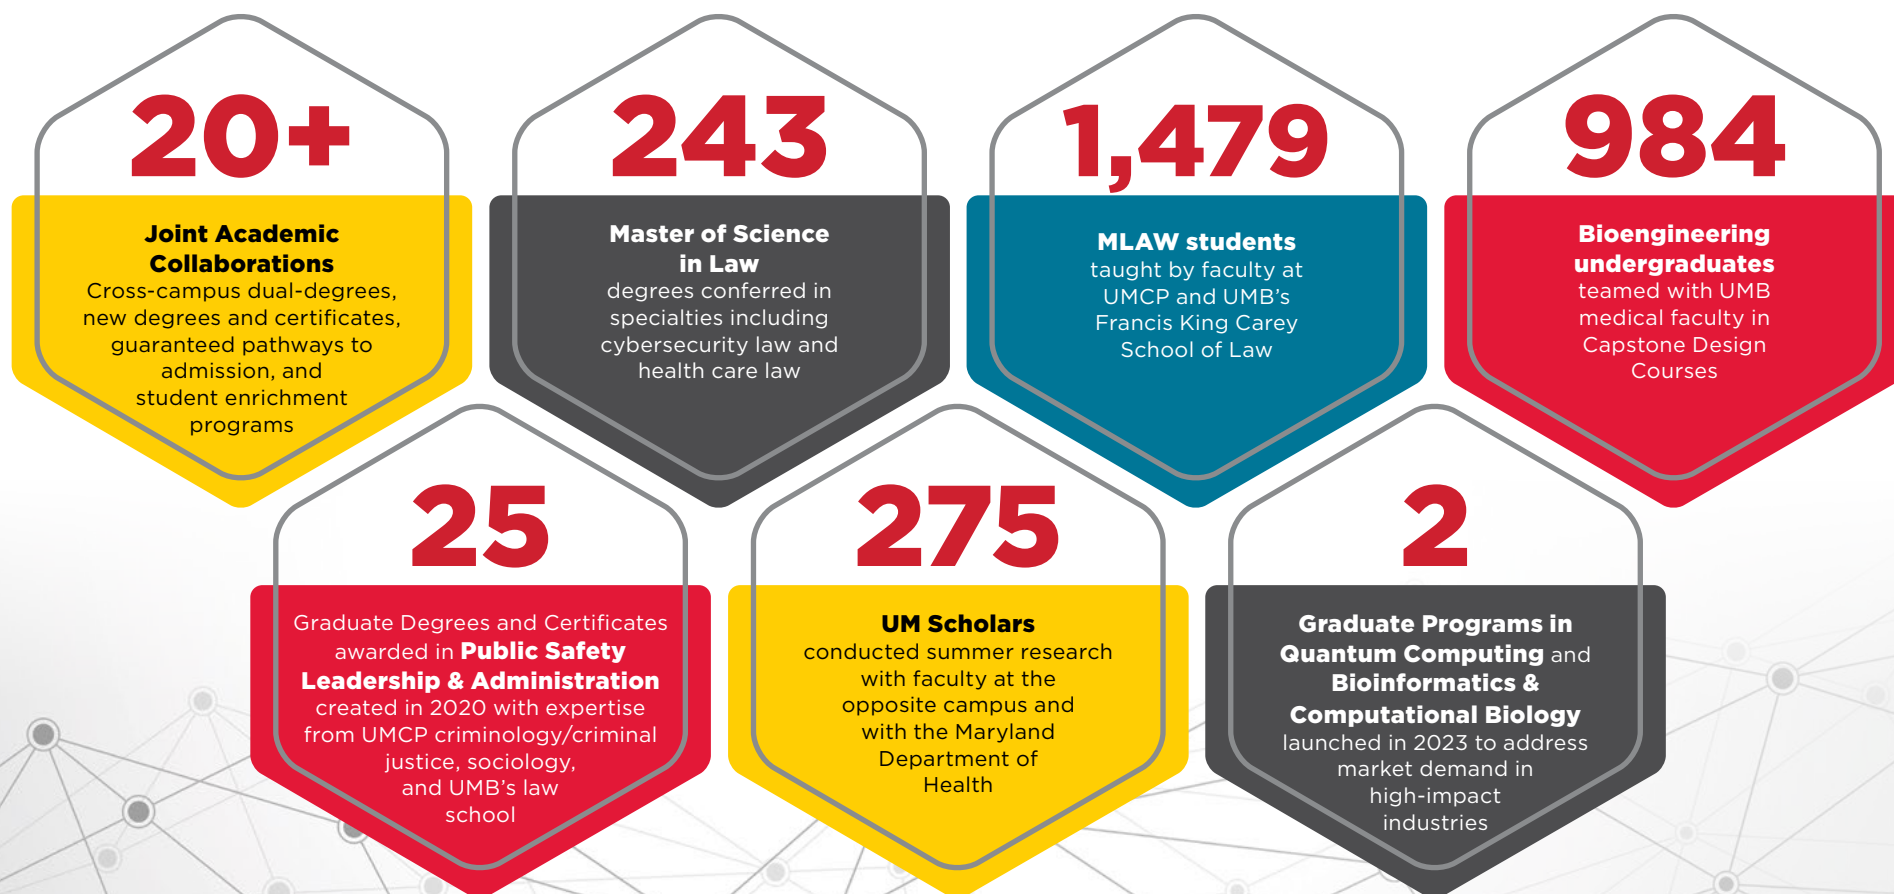 20+
Joint Academic
Collaborations
Cross-campus dual-degrees,
new degrees and certificates,
guaranteed pathways to
admission, and
student enrichment
programs
243
Master of Science
in Law
degrees conferred in
specialties including
cybersecurity law and
health care law
1,479
MLAW students
taught by faculty at
UMCP and UMB's
Francis King Carey
School of Law
984
Bioengineering
undergraduates
teamed with UMB
medical faculty in
Capstone Design
Courses
25
Graduate Degrees and Certificates
awarded in Public Safety
Leadership & Administration
created in 2020 with expertise
from UMCP criminology/criminal
justice, sociology,
and UMB's law
school
275
UM Scholars
conducted summer research
with faculty at the
opposite campus and
with the Maryland
Department of
Health
2
Graduate Programs in
Quantum Computing and
Bioinformatics &
Computational Biology
launched in 2023 to address
market demand in
high-impact
industries